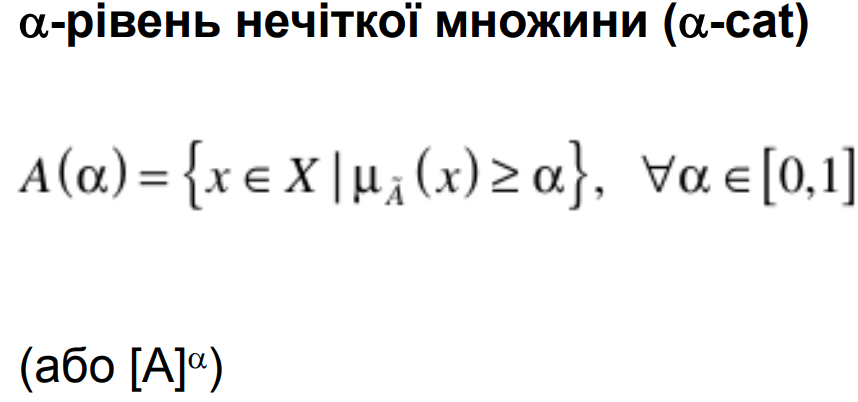 α-рівень нечіткої множини (α-cat)
A(α) = {x ∈ X | μ_Ã (x) ≥ α}, ∀α ∈ [0,1]
(або [A]^α)